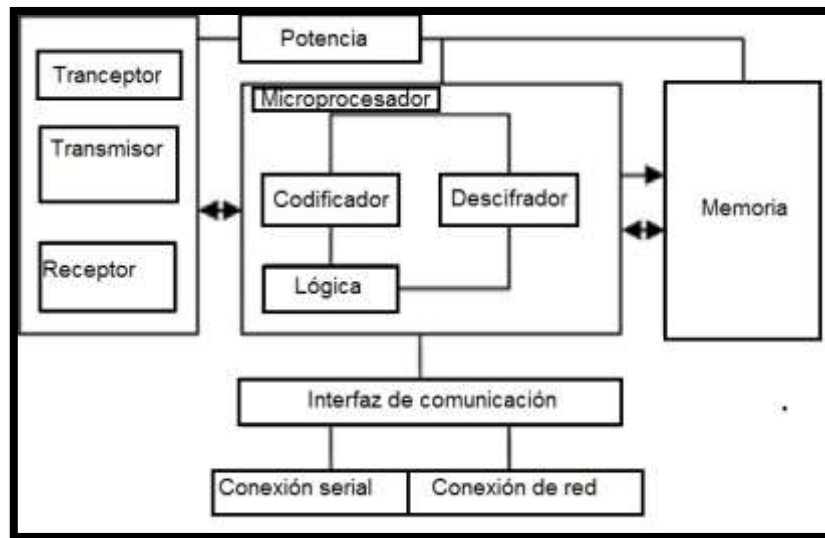 Potencia
Tranceptor
Microprocesador
Transmisor
Codificador
Descifrador
Memoria
Receptor
Lógica
Interfaz de comunicación
Conexión serial
Conexión de red